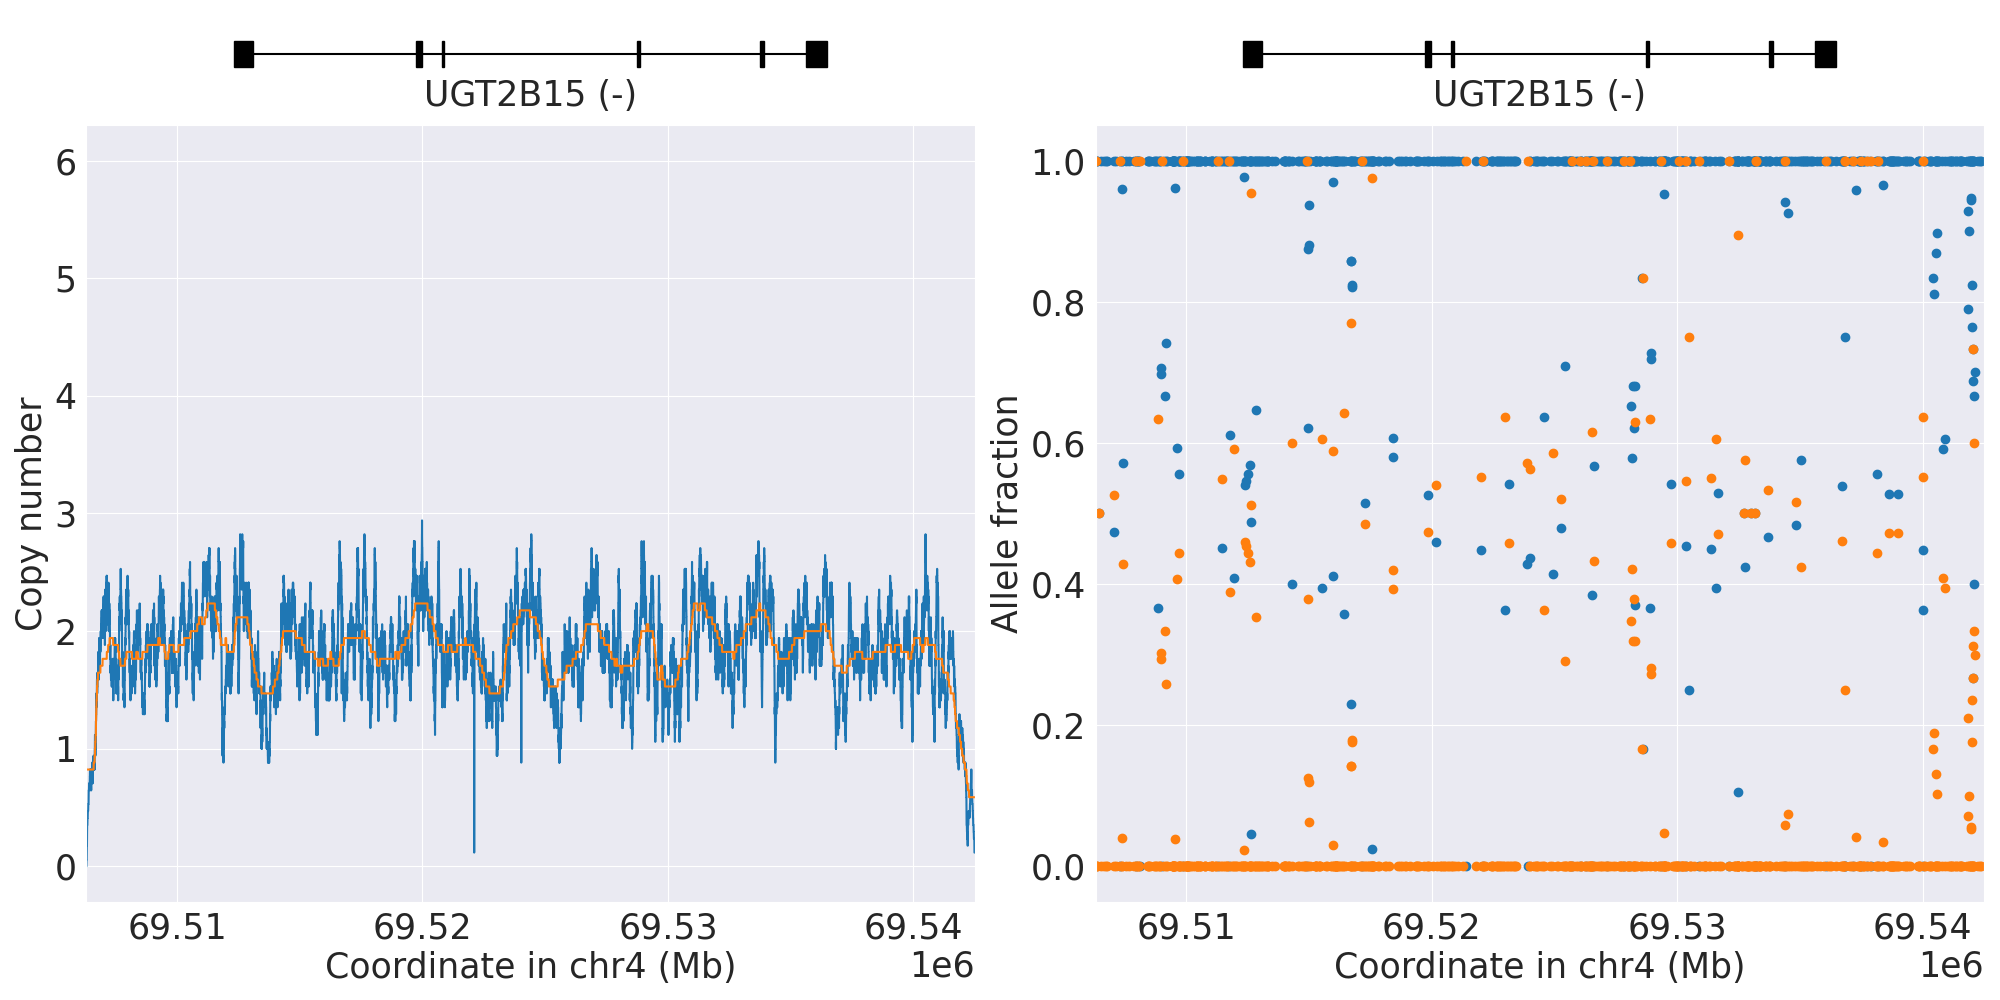 UGT2B15 (-)
6
5
4
3
2
1
0
Copy number
69.51 69.52 69.53 69.54
Coordinate in chr4 (Mb)
1e6
UGT2B15 (-)
1.0
0.8
0.6
0.4
0.2
0.0
Allele fraction
69.51 69.52 69.53 69.54
Coordinate in chr4 (Mb)
1e6